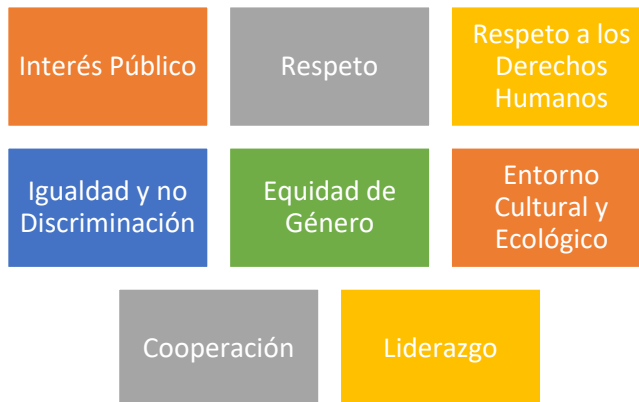 Interés Público
Respeto
Respeto a los
Derechos
Humanos
Igualdad y no
Discriminación
Equidad de
Género
Entorno
Cultural y
Ecológico
Cooperación
Liderazgo